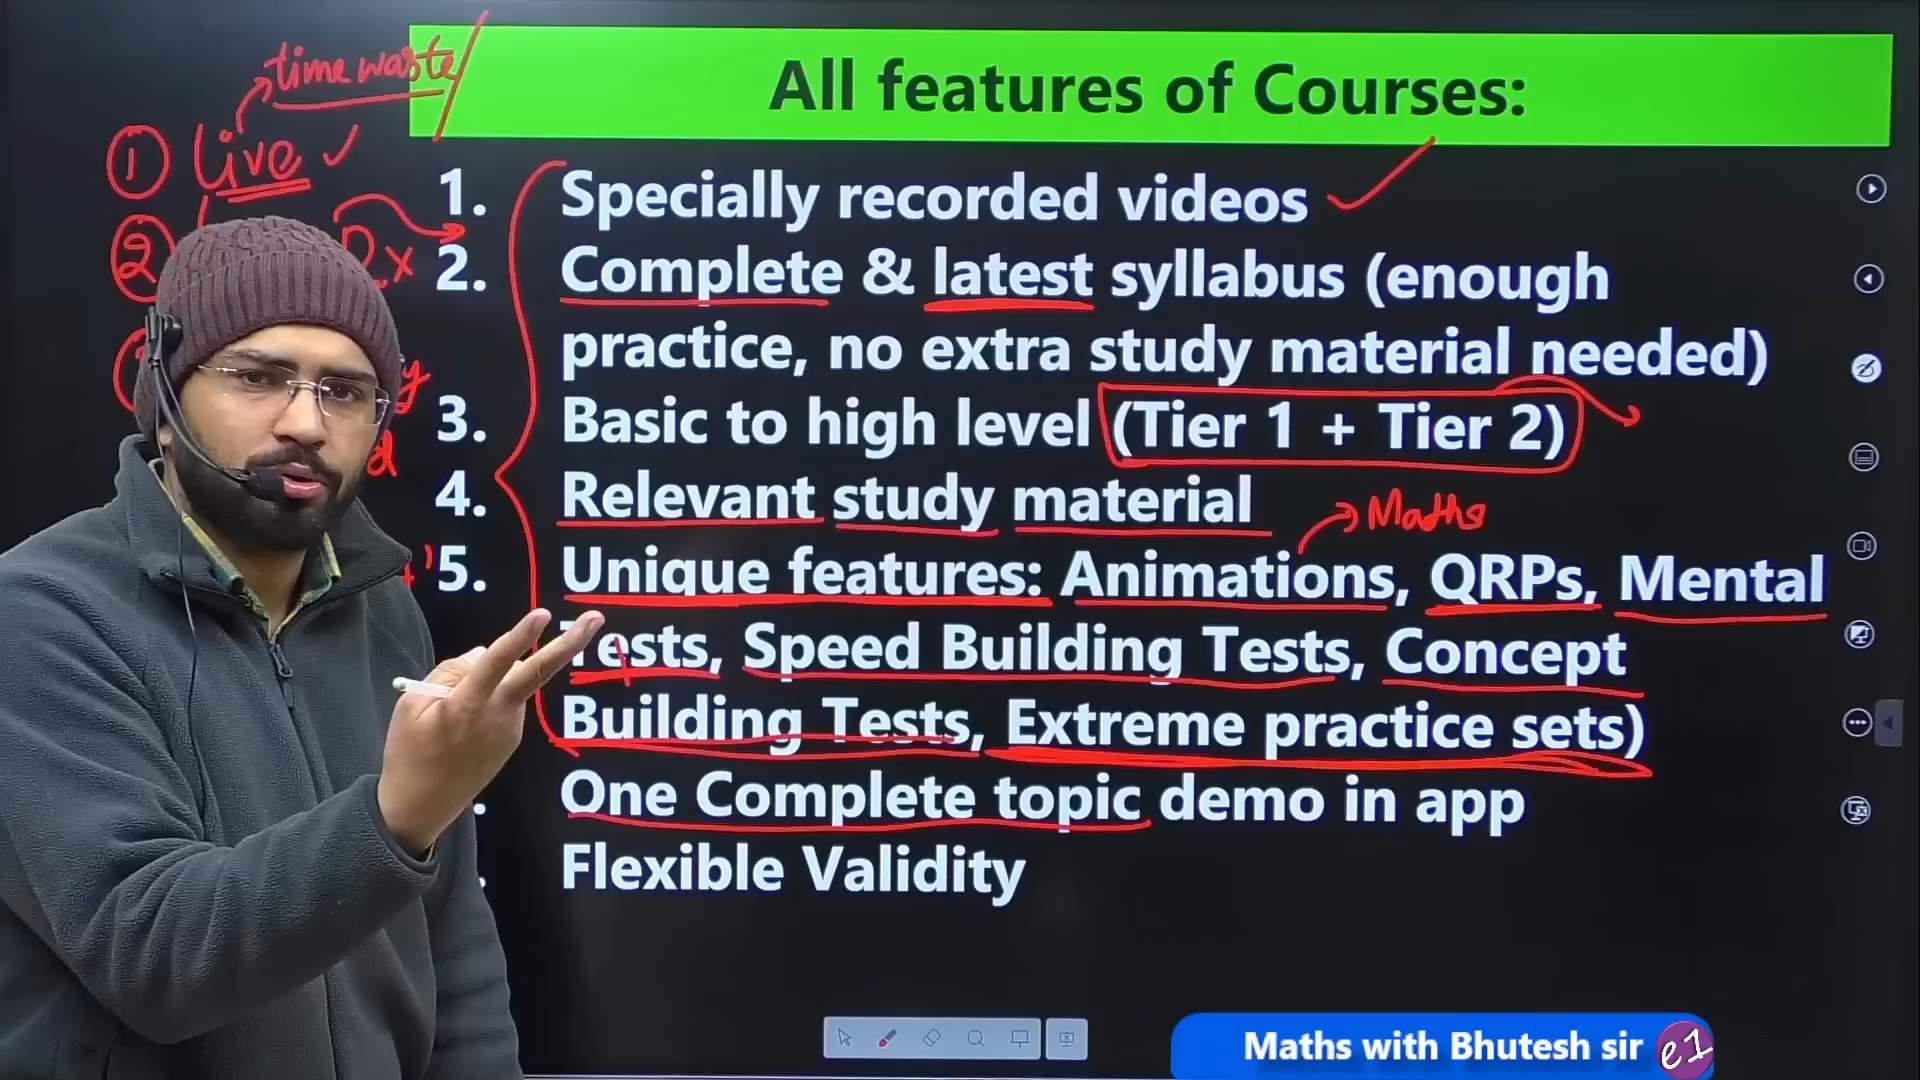 time waste
All features of Courses:
① Live ✓
1. Specially recorded videos
② 2x
2. Complete & latest syllabus (enough
practice, no extra study material needed)
3. Basic to high level (Tier 1 + Tier 2)
4. Relevant study material
Maths
5. Unique features: Animations, QRPs, Mental
Tests, Speed Building Tests, Concept
Building Tests, Extreme practice sets)
One Complete topic demo in app
Flexible Validity
Maths with Bhutesh sir e1